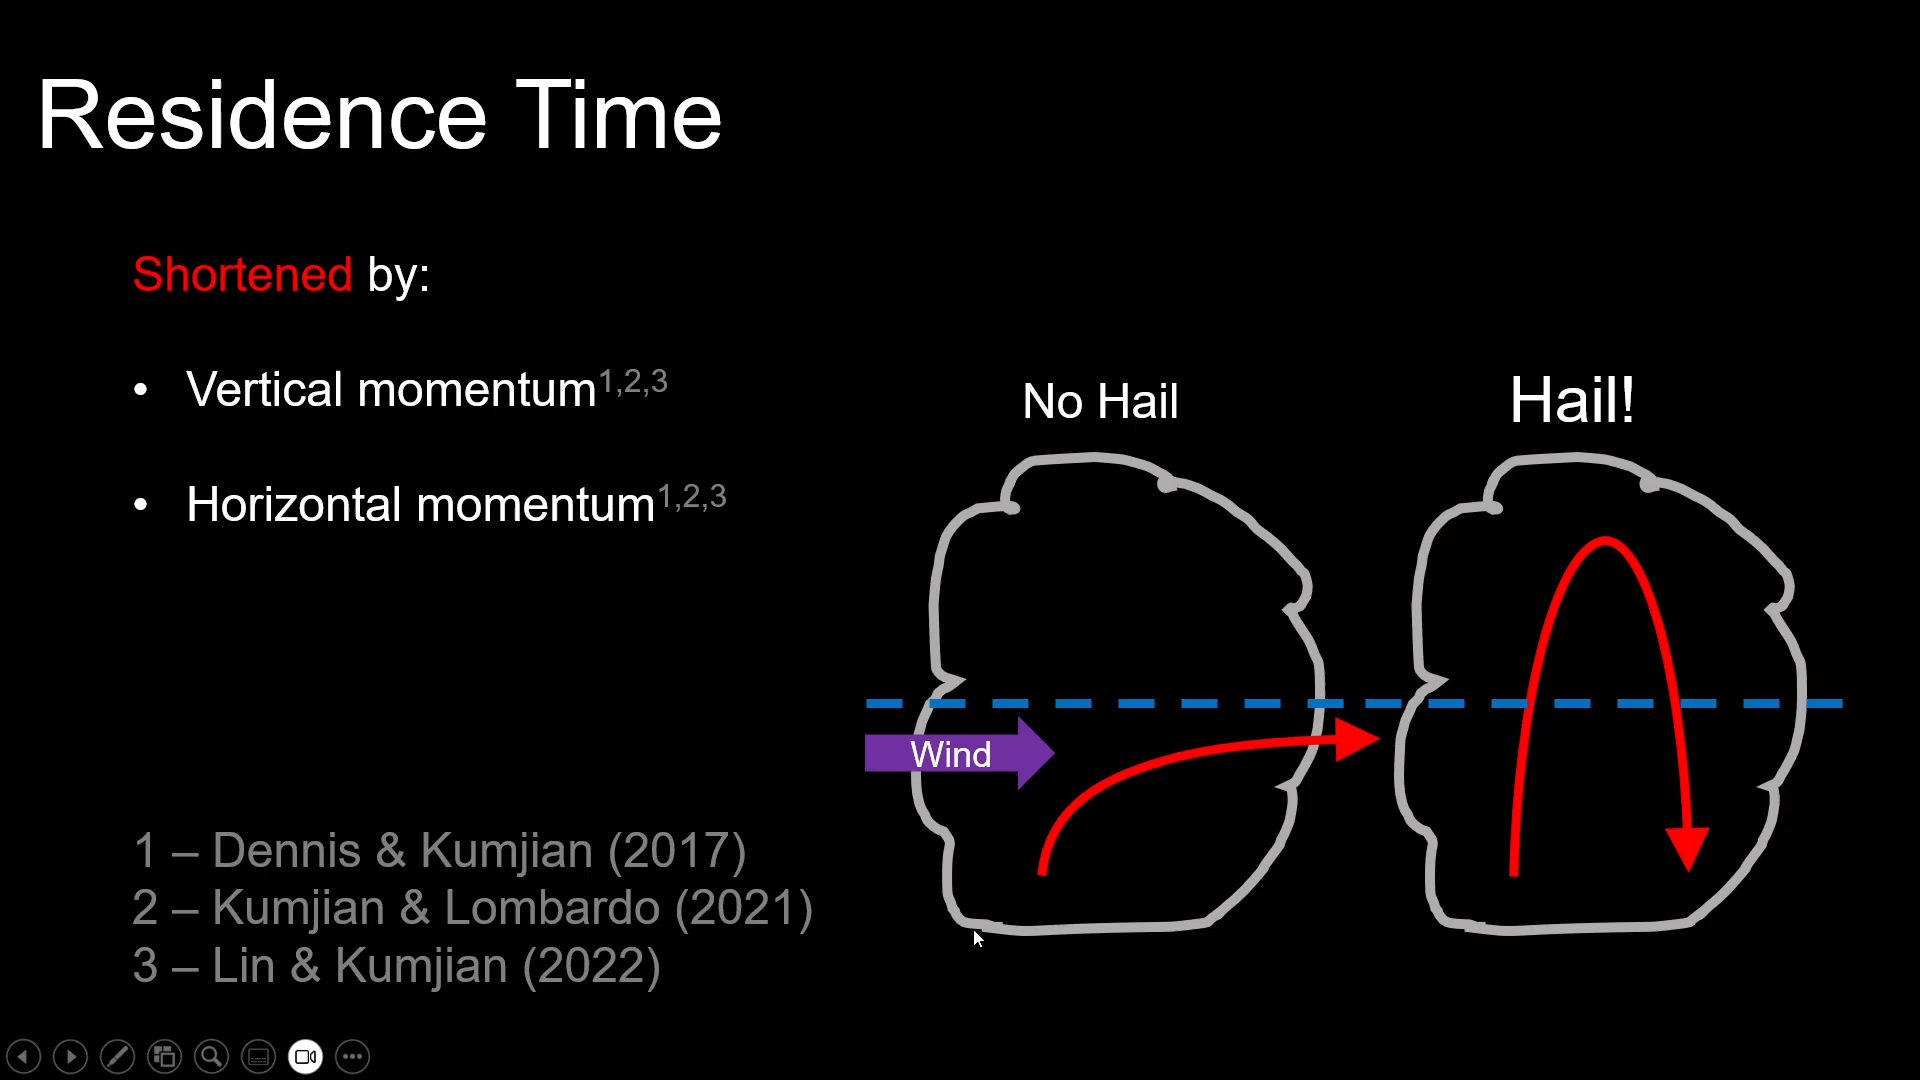 Residence Time
Shortened by:
• Vertical momentum1,2,3
• Horizontal momentum1,2,3
No Hail
Hail!
Wind
1 – Dennis & Kumjian (2017)
2 – Kumjian & Lombardo (2021)
3 – Lin & Kumjian (2022)